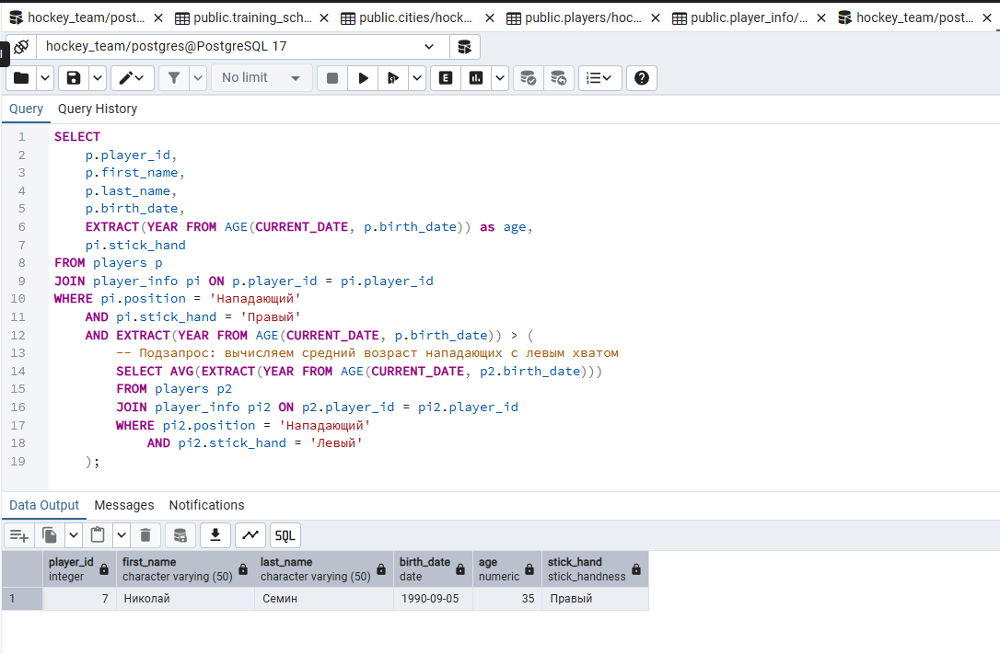 hockey_team/post... × public.training_sch... × public.cities/hock... × public.players/hoc... × public.player_info/... × hockey_team/post... ×
hockey_team/postgres@PostgreSQL 17
No limit
Query Query History
1 SELECT
2 p.player_id,
3 p.first_name,
4 p.last_name,
5 p.birth_date,
6 EXTRACT(YEAR FROM AGE(CURRENT_DATE, p.birth_date)) as age,
7 pi.stick_hand
8 FROM players p
9 JOIN player_info pi ON p.player_id = pi.player_id
10 WHERE pi.position = 'Нападающий'
11 AND pi.stick_hand = 'Правый'
12 AND EXTRACT(YEAR FROM AGE(CURRENT_DATE, p.birth_date)) > (
13 -- Подзапрос: вычисляем средний возраст нападающих с левым хватом
14 SELECT AVG(EXTRACT(YEAR FROM AGE(CURRENT_DATE, p2.birth_date)))
15 FROM players p2
16 JOIN player_info pi2 ON p2.player_id = pi2.player_id
17 WHERE pi2.position = 'Нападающий'
18 AND pi2.stick_hand = 'Левый'
19 );
Data Output Messages Notifications
SQL
player_id first_name last_name birth_date age stick_hand
integer character varying (50) character varying (50) date numeric stick_handness
1 7 Николай Семин 1990-09-05 35 Правый